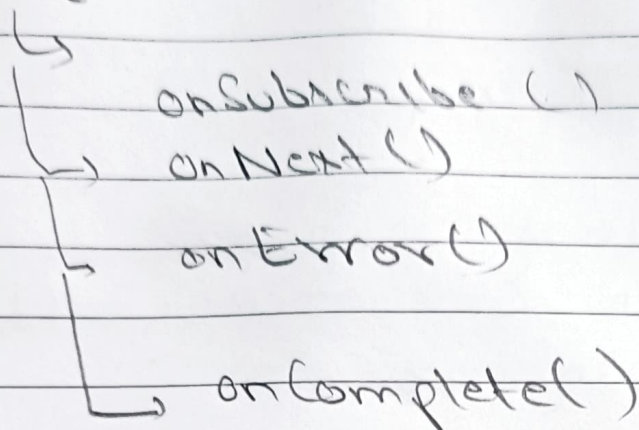 onSubscribe ()
onNext ()
onError()
onComplete()